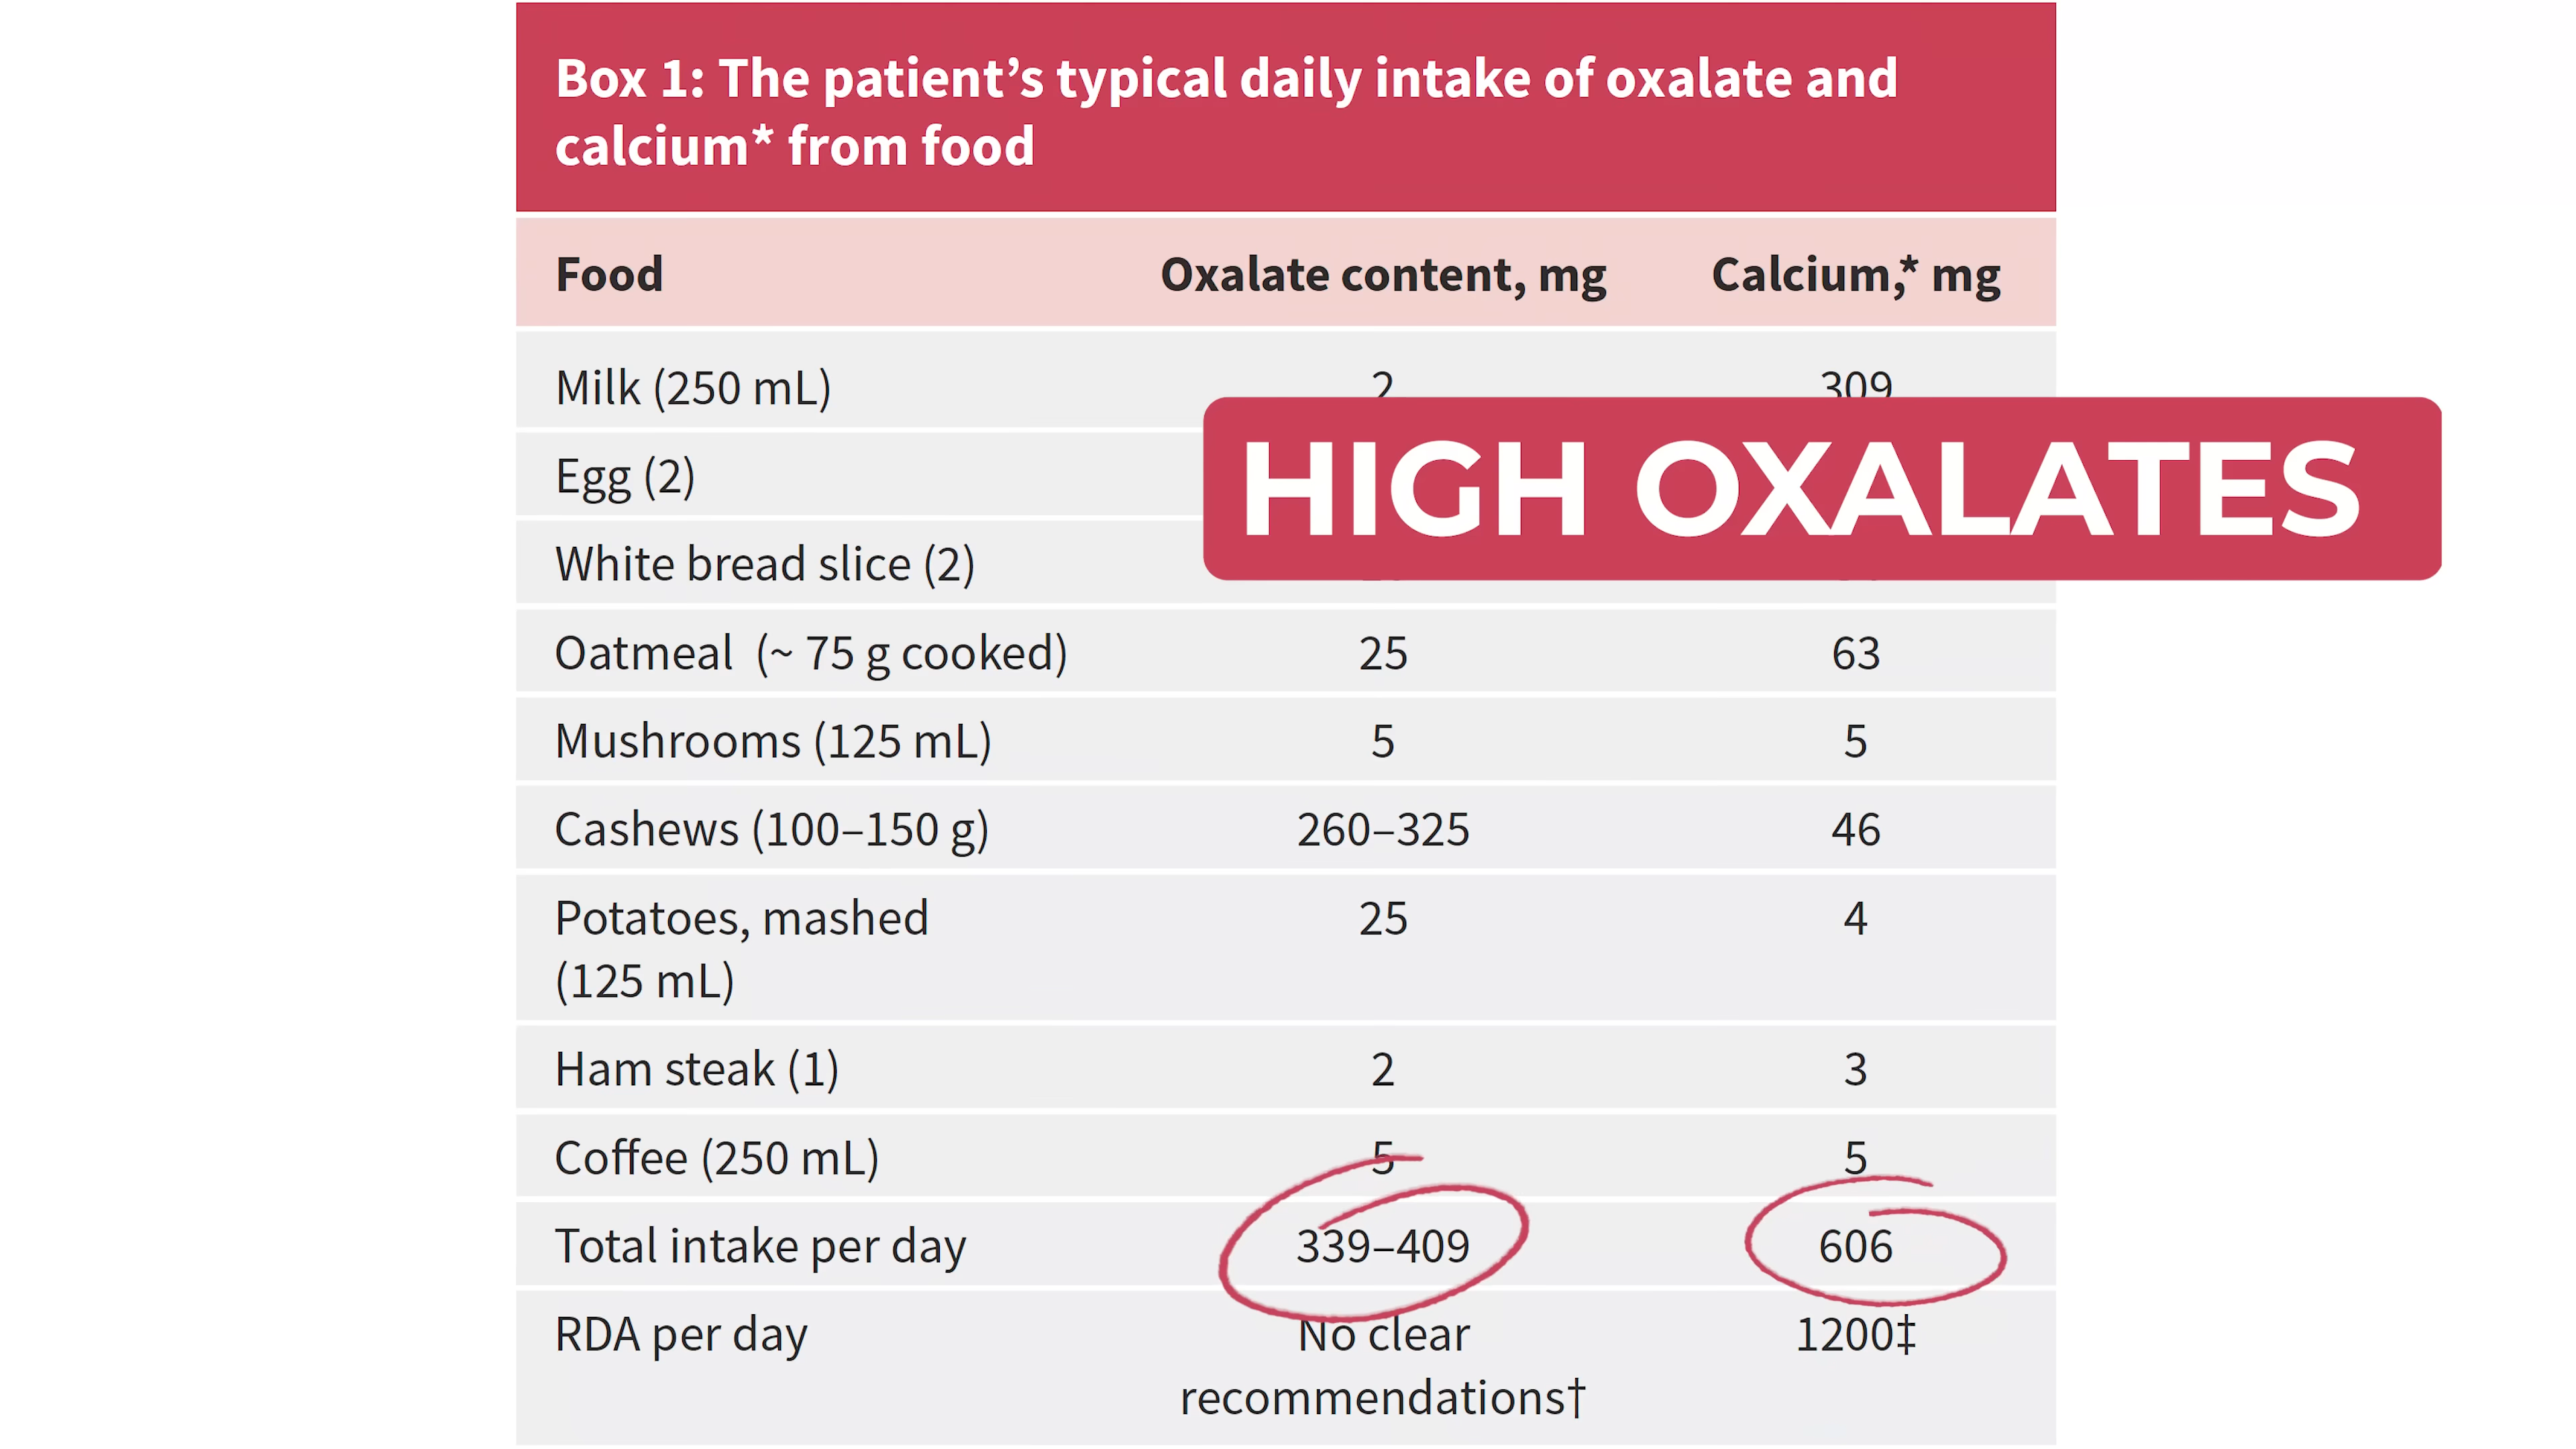 Box 1: The patient’s typical daily intake of oxalate and
calcium* from food
Food Oxalate content, mg Calcium,* mg
Milk (250 mL) 2 309
Egg (2)
HIGH OXALATES
White bread slice (2)
Oatmeal (~ 75 g cooked) 25 63
Mushrooms (125 mL) 5 5
Cashews (100–150 g) 260–325 46
Potatoes, mashed 25 4
(125 mL)
Ham steak (1) 2 3
Coffee (250 mL) 5 5
Total intake per day 339–409 606
RDA per day No clear 1200‡
recommendations†